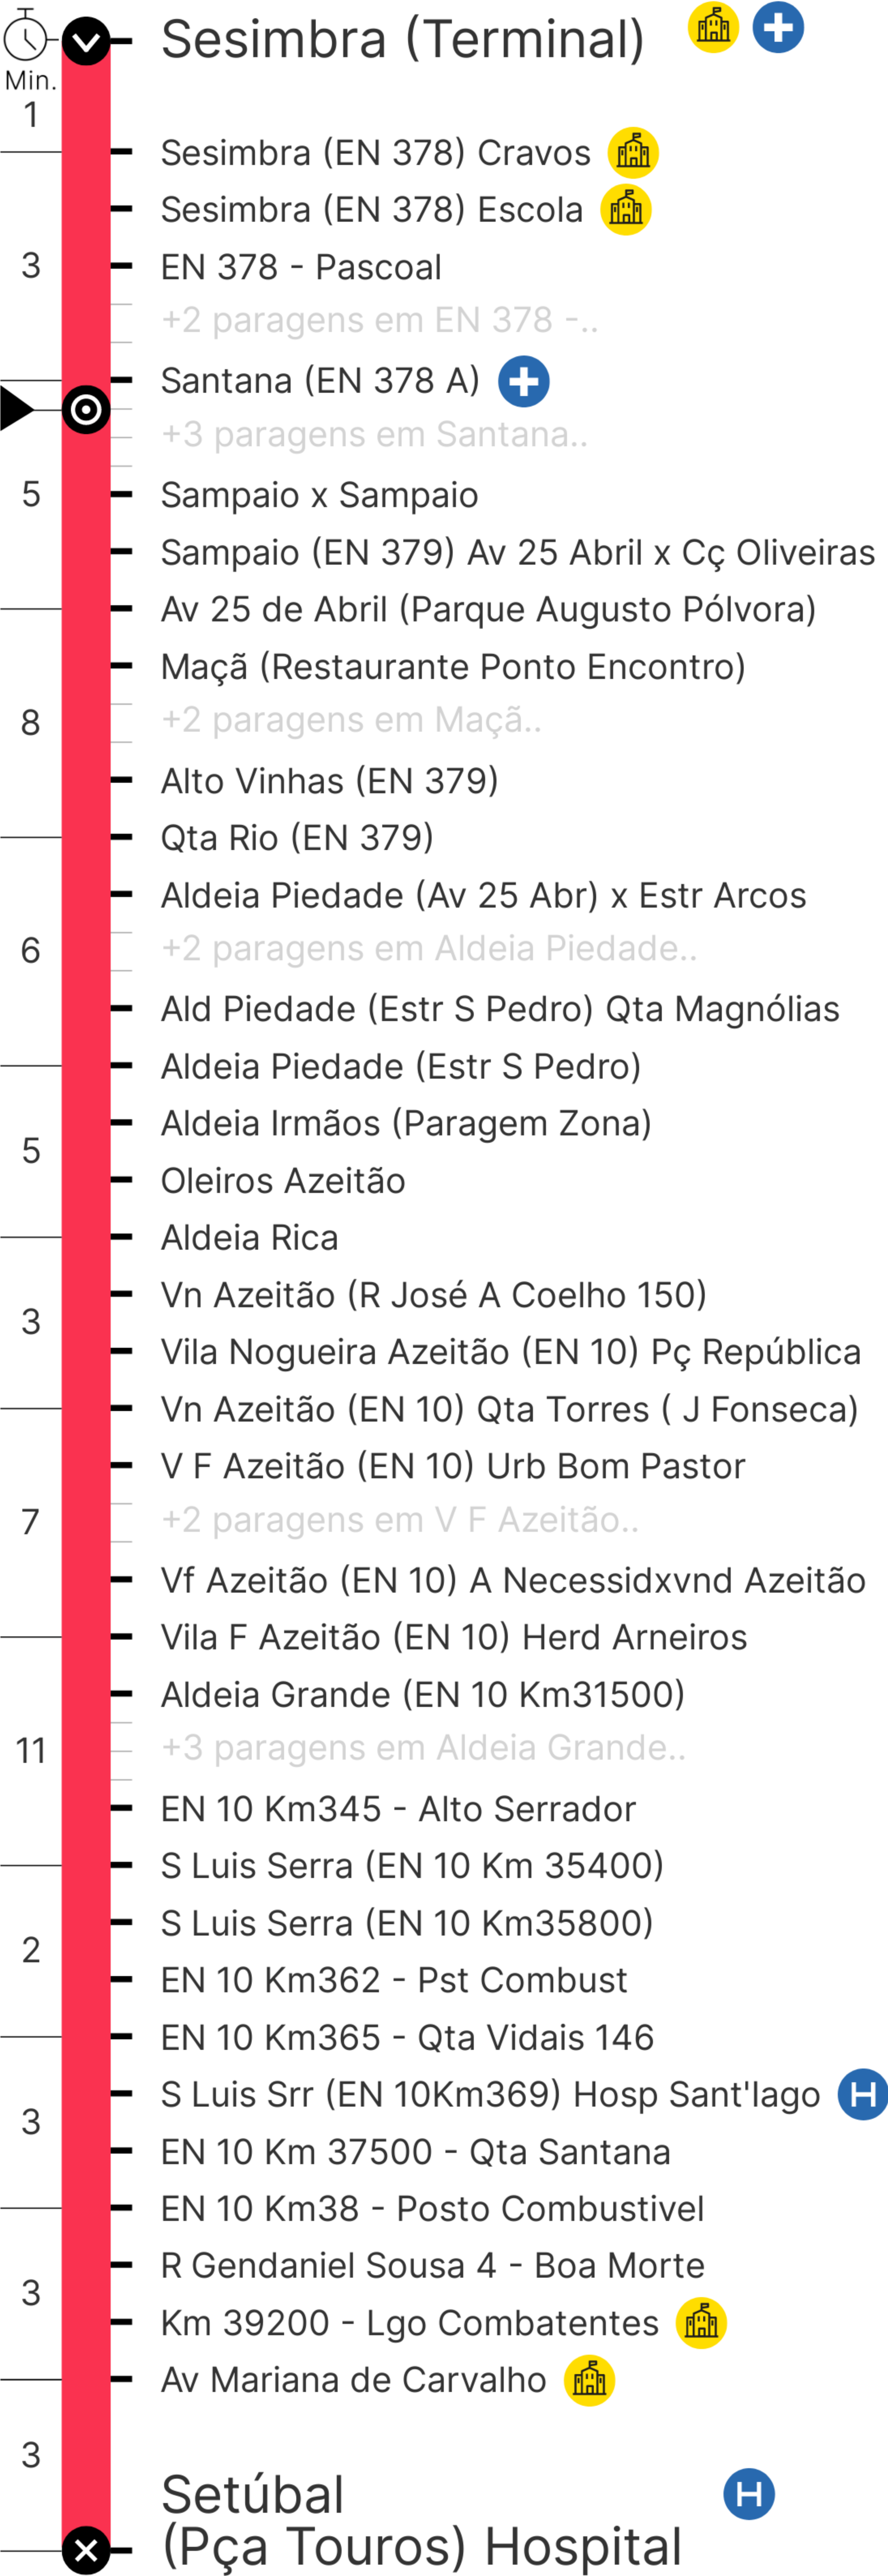 Sesimbra (Terminal)
Min.
1
Sesimbra (EN 378) Cravos
Sesimbra (EN 378) Escola
3
EN 378 - Pascoal
+2 paragens em EN 378 -..
Santana (EN 378 A)
+3 paragens em Santana..
5
Sampaio x Sampaio
Sampaio (EN 379) Av 25 Abril x Cç Oliveiras
Av 25 de Abril (Parque Augusto Pólvora)
Maçã (Restaurante Ponto Encontro)
8
+2 paragens em Maçã..
Alto Vinhas (EN 379)
Qta Rio (EN 379)
Aldeia Piedade (Av 25 Abr) x Estr Arcos
6
+2 paragens em Aldeia Piedade..
Ald Piedade (Estr S Pedro) Qta Magnólias
Aldeia Piedade (Estr S Pedro)
Aldeia Irmãos (Paragem Zona)
5
Oleiros Azeitão
Aldeia Rica
Vn Azeitão (R José A Coelho 150)
3
Vila Nogueira Azeitão (EN 10) Pç República
Vn Azeitão (EN 10) Qta Torres ( J Fonseca)
V F Azeitão (EN 10) Urb Bom Pastor
7
+2 paragens em V F Azeitão..
Vf Azeitão (EN 10) A Necessidxvnd Azeitão
Vila F Azeitão (EN 10) Herd Arneiros
Aldeia Grande (EN 10 Km31500)
11
+3 paragens em Aldeia Grande..
EN 10 Km345 - Alto Serrador
S Luis Serra (EN 10 Km 35400)
S Luis Serra (EN 10 Km35800)
2
EN 10 Km362 - Pst Combust
EN 10 Km365 - Qta Vidais 146
S Luis Srr (EN 10Km369) Hosp Sant'Iago H
3
EN 10 Km 37500 - Qta Santana
EN 10 Km38 - Posto Combustivel
R Gendaniel Sousa 4 - Boa Morte
3
Km 39200 - Lgo Combatentes
Av Mariana de Carvalho
3
Setúbal H
(Pça Touros) Hospital